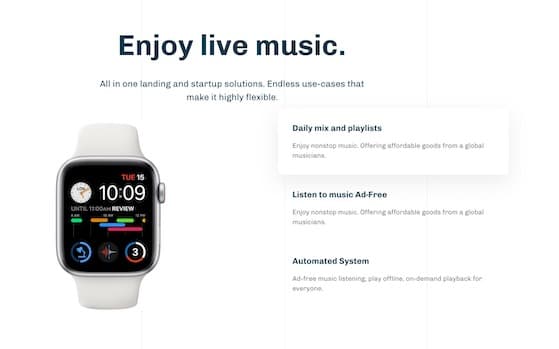 Enjoy live music.
All in one landing and startup solutions. Endless use-cases that
make it highly flexible.
Daily mix and playlists
Enjoy nonstop music. Offering affordable goods from a global
musicians.
TUE 15
10:09
UNTIL 11:00AM REVIEW
Listen to music Ad-Free
Enjoy nonstop music. Offering affordable goods from a global
musicians.
3
Automated System
Ad-free music listening, play offline, on-demand playback for
everyone.